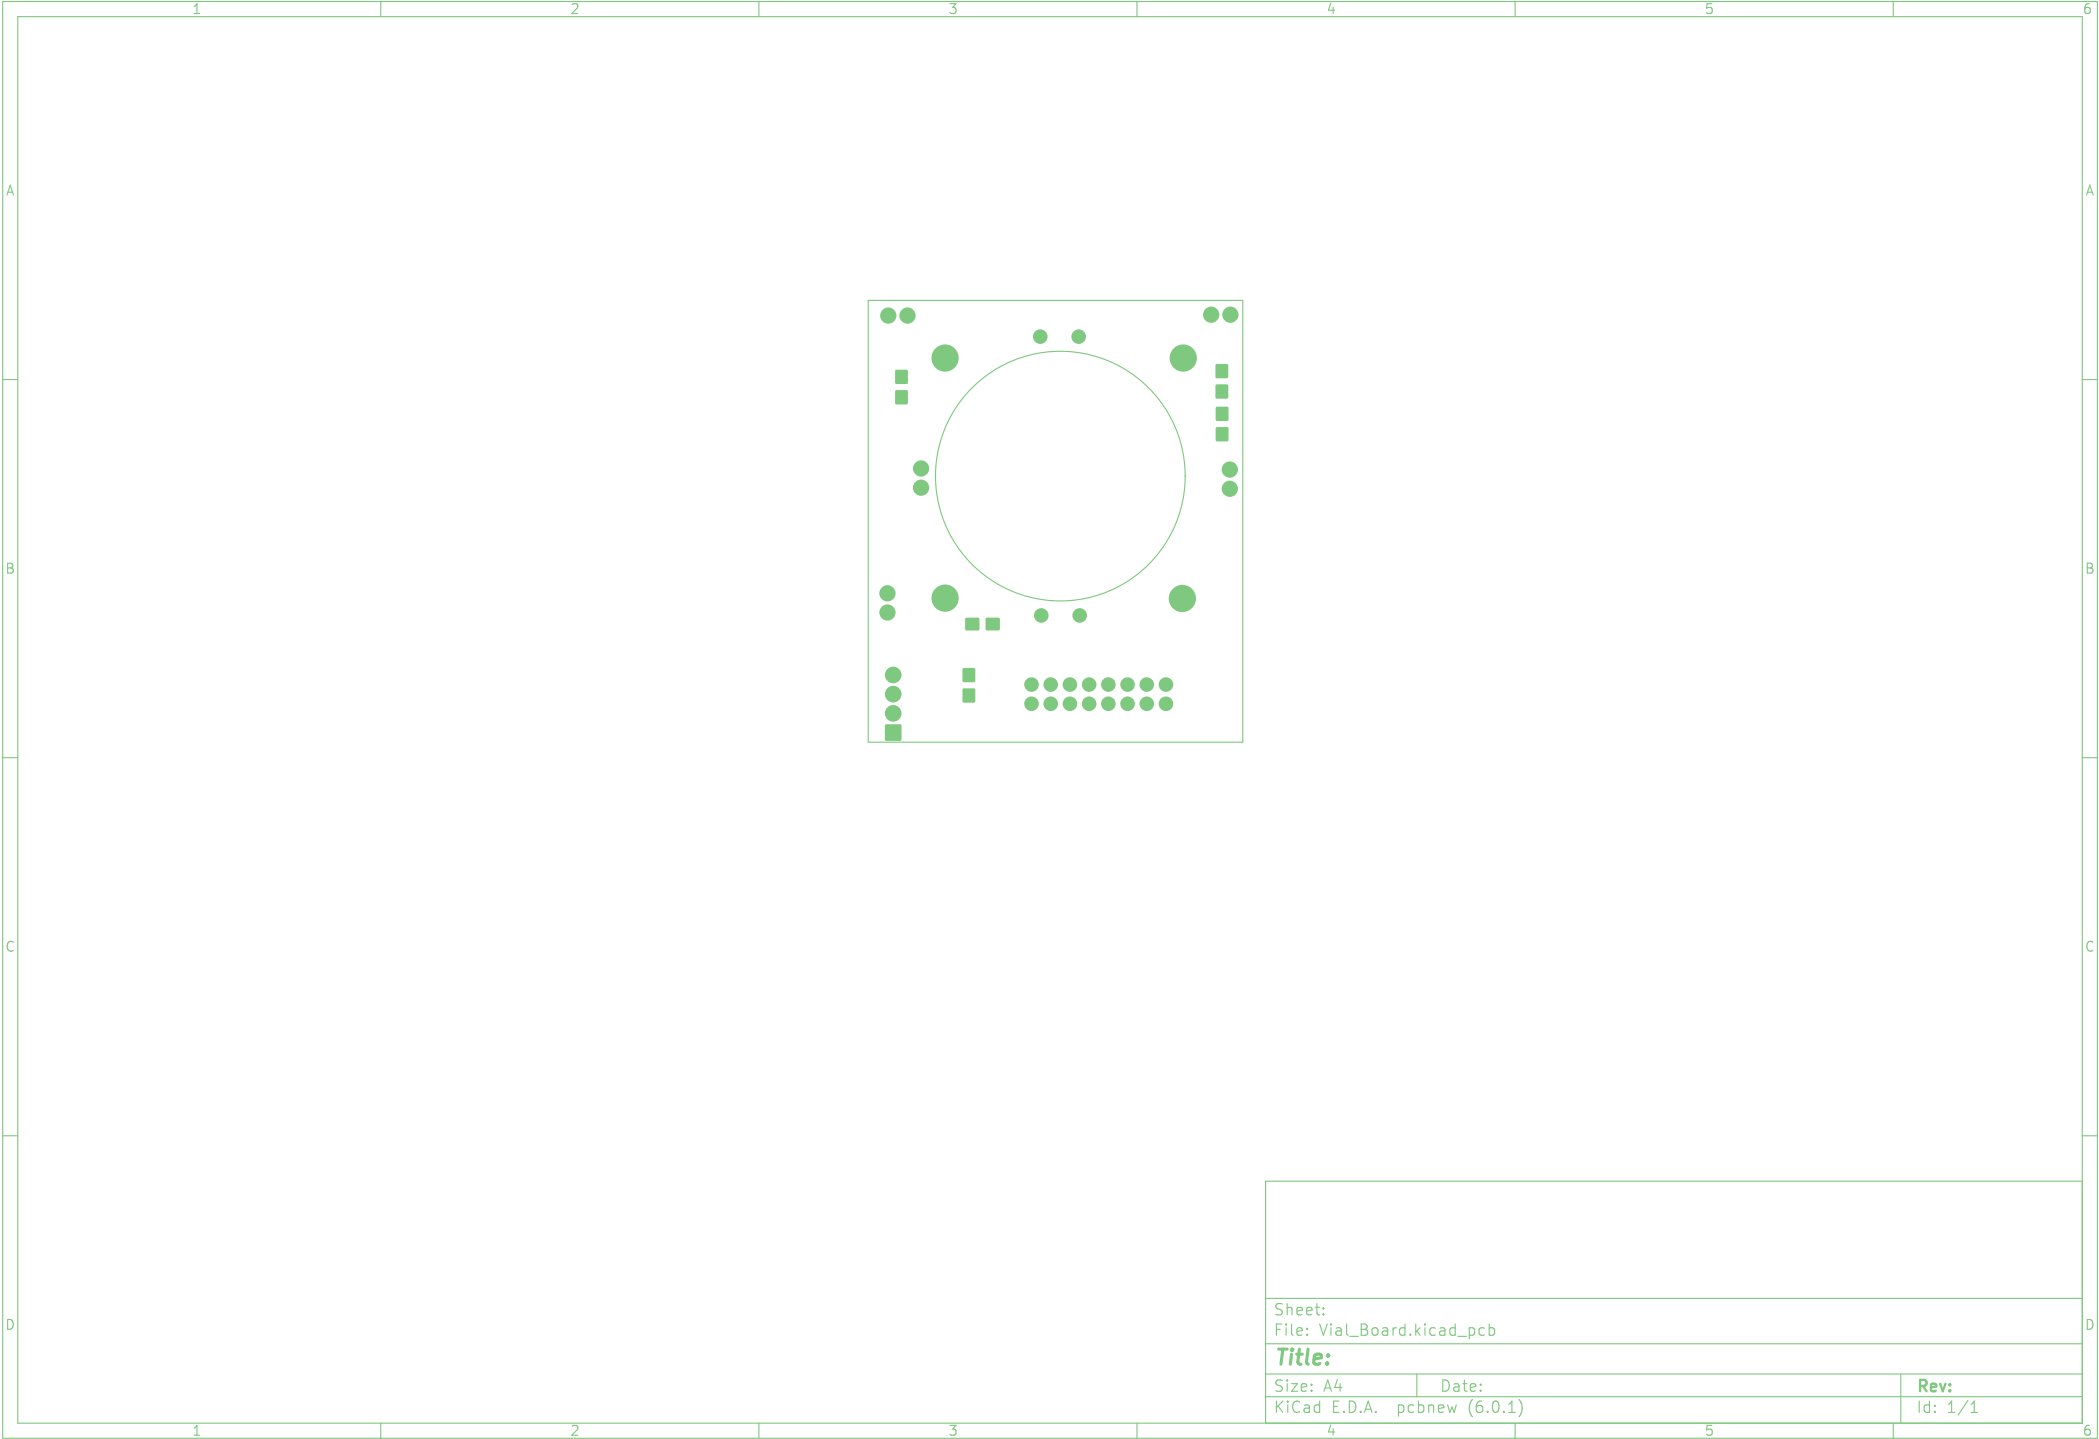 1 2 3 4 5 6
A A
B B
C C
D D
Sheet:
File: Vial_Board.kicad_pcb
Title:
Size: A4 Date: Rev:
KiCad E.D.A. pcbnew (6.0.1) Id: 1/1
1 2 3 4 5 6